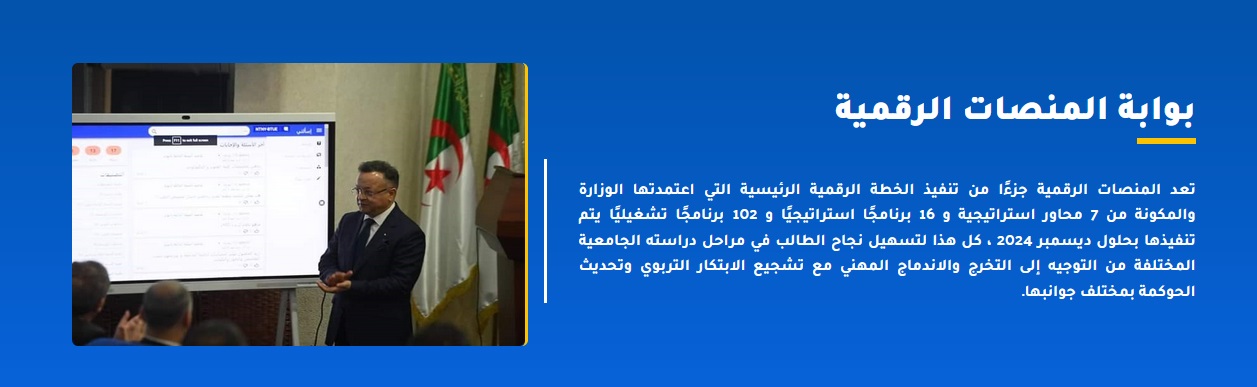 بوابة المنصات الرقمية
تعد المنصات الرقمية جزءًا من تنفيذ الخطة الرقمية الرئيسية التي اعتمدتها الوزارة
والمكونة من 7 محاور استراتيجية و 16 برنامجًا استراتيجيًا و 102 برنامجًا تشغيليًا يتم
تنفيذها بحلول ديسمبر 2024 ، كل هذا لتسهيل نجاح الطالب في مراحل دراسته الجامعية
المختلفة من التوجيه إلى التخرج والاندماج المهني مع تشجيع الابتكار التربوي وتحديث
الحوكمة بمختلف جوانبها.
Press F11 to exit full screen